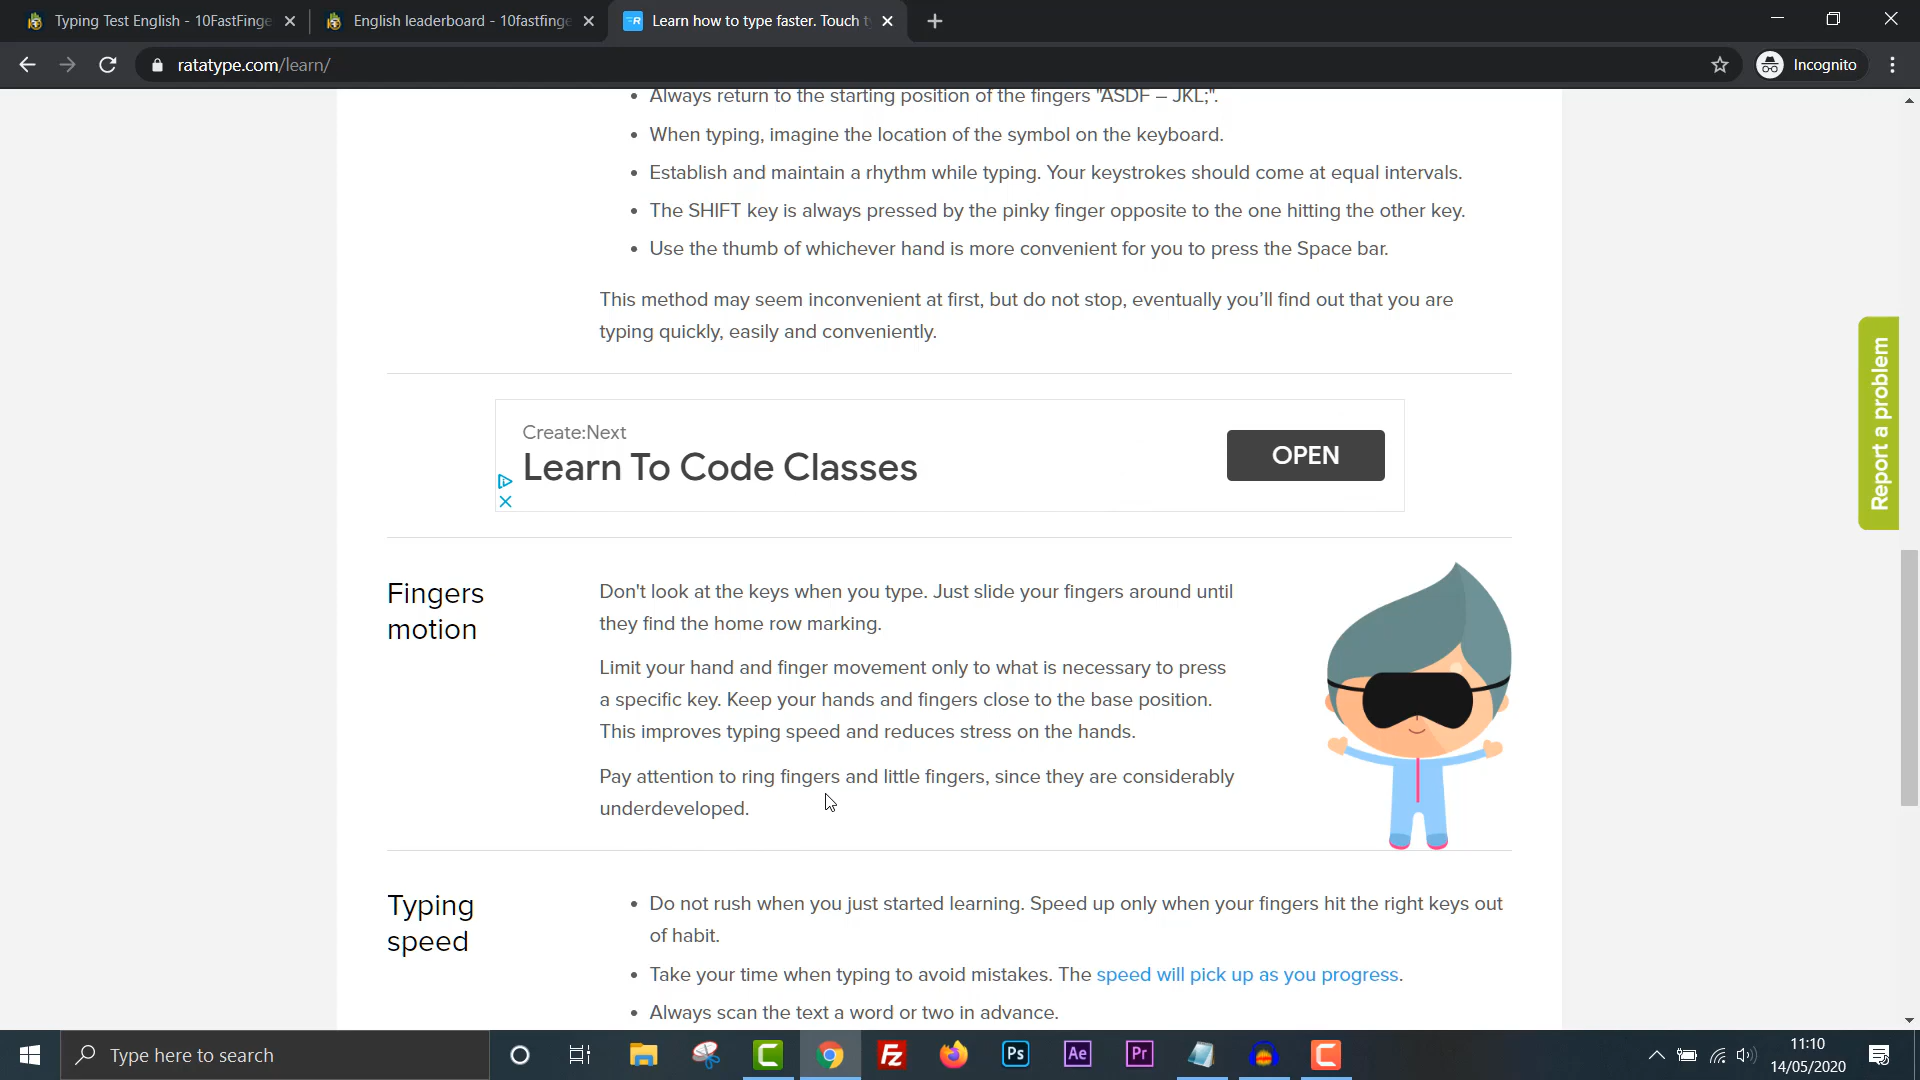 Typing Test English - 10FastFinge
English leaderboard - 10fastfinge
Learn how to type faster. Touch t
ratatype.com/learn/
Incognito
Always return to the starting position of the fingers "ASDF – JKL;".
When typing, imagine the location of the symbol on the keyboard.
Establish and maintain a rhythm while typing. Your keystrokes should come at equal intervals.
The SHIFT key is always pressed by the pinky finger opposite to the one hitting the other key.
Use the thumb of whichever hand is more convenient for you to press the Space bar.
This method may seem inconvenient at first, but do not stop, eventually you’ll find out that you are
typing quickly, easily and conveniently.
Create:Next
Learn To Code Classes
OPEN
Report a problem
Fingers
motion
Don't look at the keys when you type. Just slide your fingers around until
they find the home row marking.
Limit your hand and finger movement only to what is necessary to press
a specific key. Keep your hands and fingers close to the base position.
This improves typing speed and reduces stress on the hands.
Pay attention to ring fingers and little fingers, since they are considerably
underdeveloped.
Typing
speed
Do not rush when you just started learning. Speed up only when your fingers hit the right keys out
of habit.
Take your time when typing to avoid mistakes. The speed will pick up as you progress.
Always scan the text a word or two in advance.
Type here to search
Fz
Ps
Ae
Pr
11:10
14/05/2020